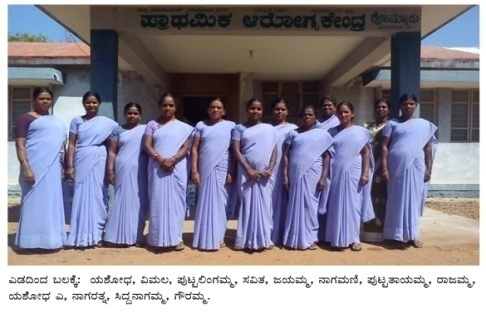 ಪ್ರಾಥಮಿಕ ಆರೋಗ್ಯ ಕೇಂದ್ರ ಹೊನ್ನೂರು
ಎಡದಿಂದ ಬಲಕ್ಕೆ: ಯಶೋಧ, ವಿಮಲ, ಪುಟ್ಟಲಿಂಗಮ್ಮ, ಸವಿತ, ಜಯಮ್ಮ, ನಾಗಮಣಿ, ಪುಟ್ಟತಾಯಮ್ಮ, ರಾಜಮ್ಮ,
ಯಶೋಧ ಎ, ನಾಗರತ್ನ, ಸಿದ್ದನಾಗಮ್ಮ, ಗೌರಮ್ಮ.